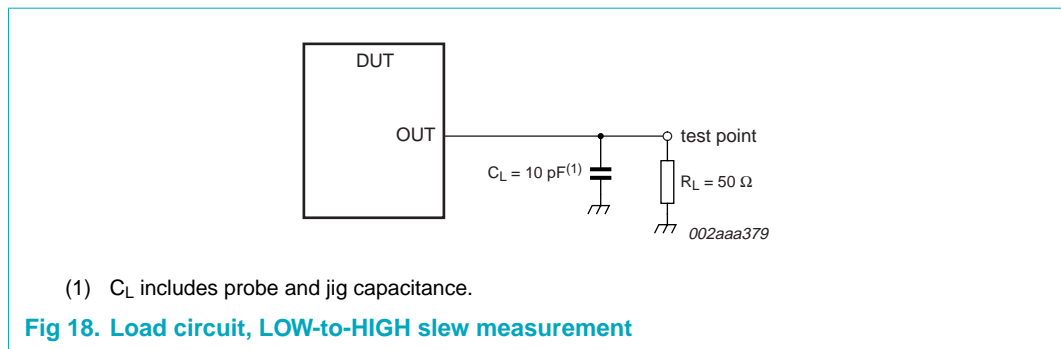 DUT
OUT
test point
C_L = 10 pF(1)
R_L = 50 Ω
002aaa379
(1) C_L includes probe and jig capacitance.
Fig 18. Load circuit, LOW-to-HIGH slew measurement